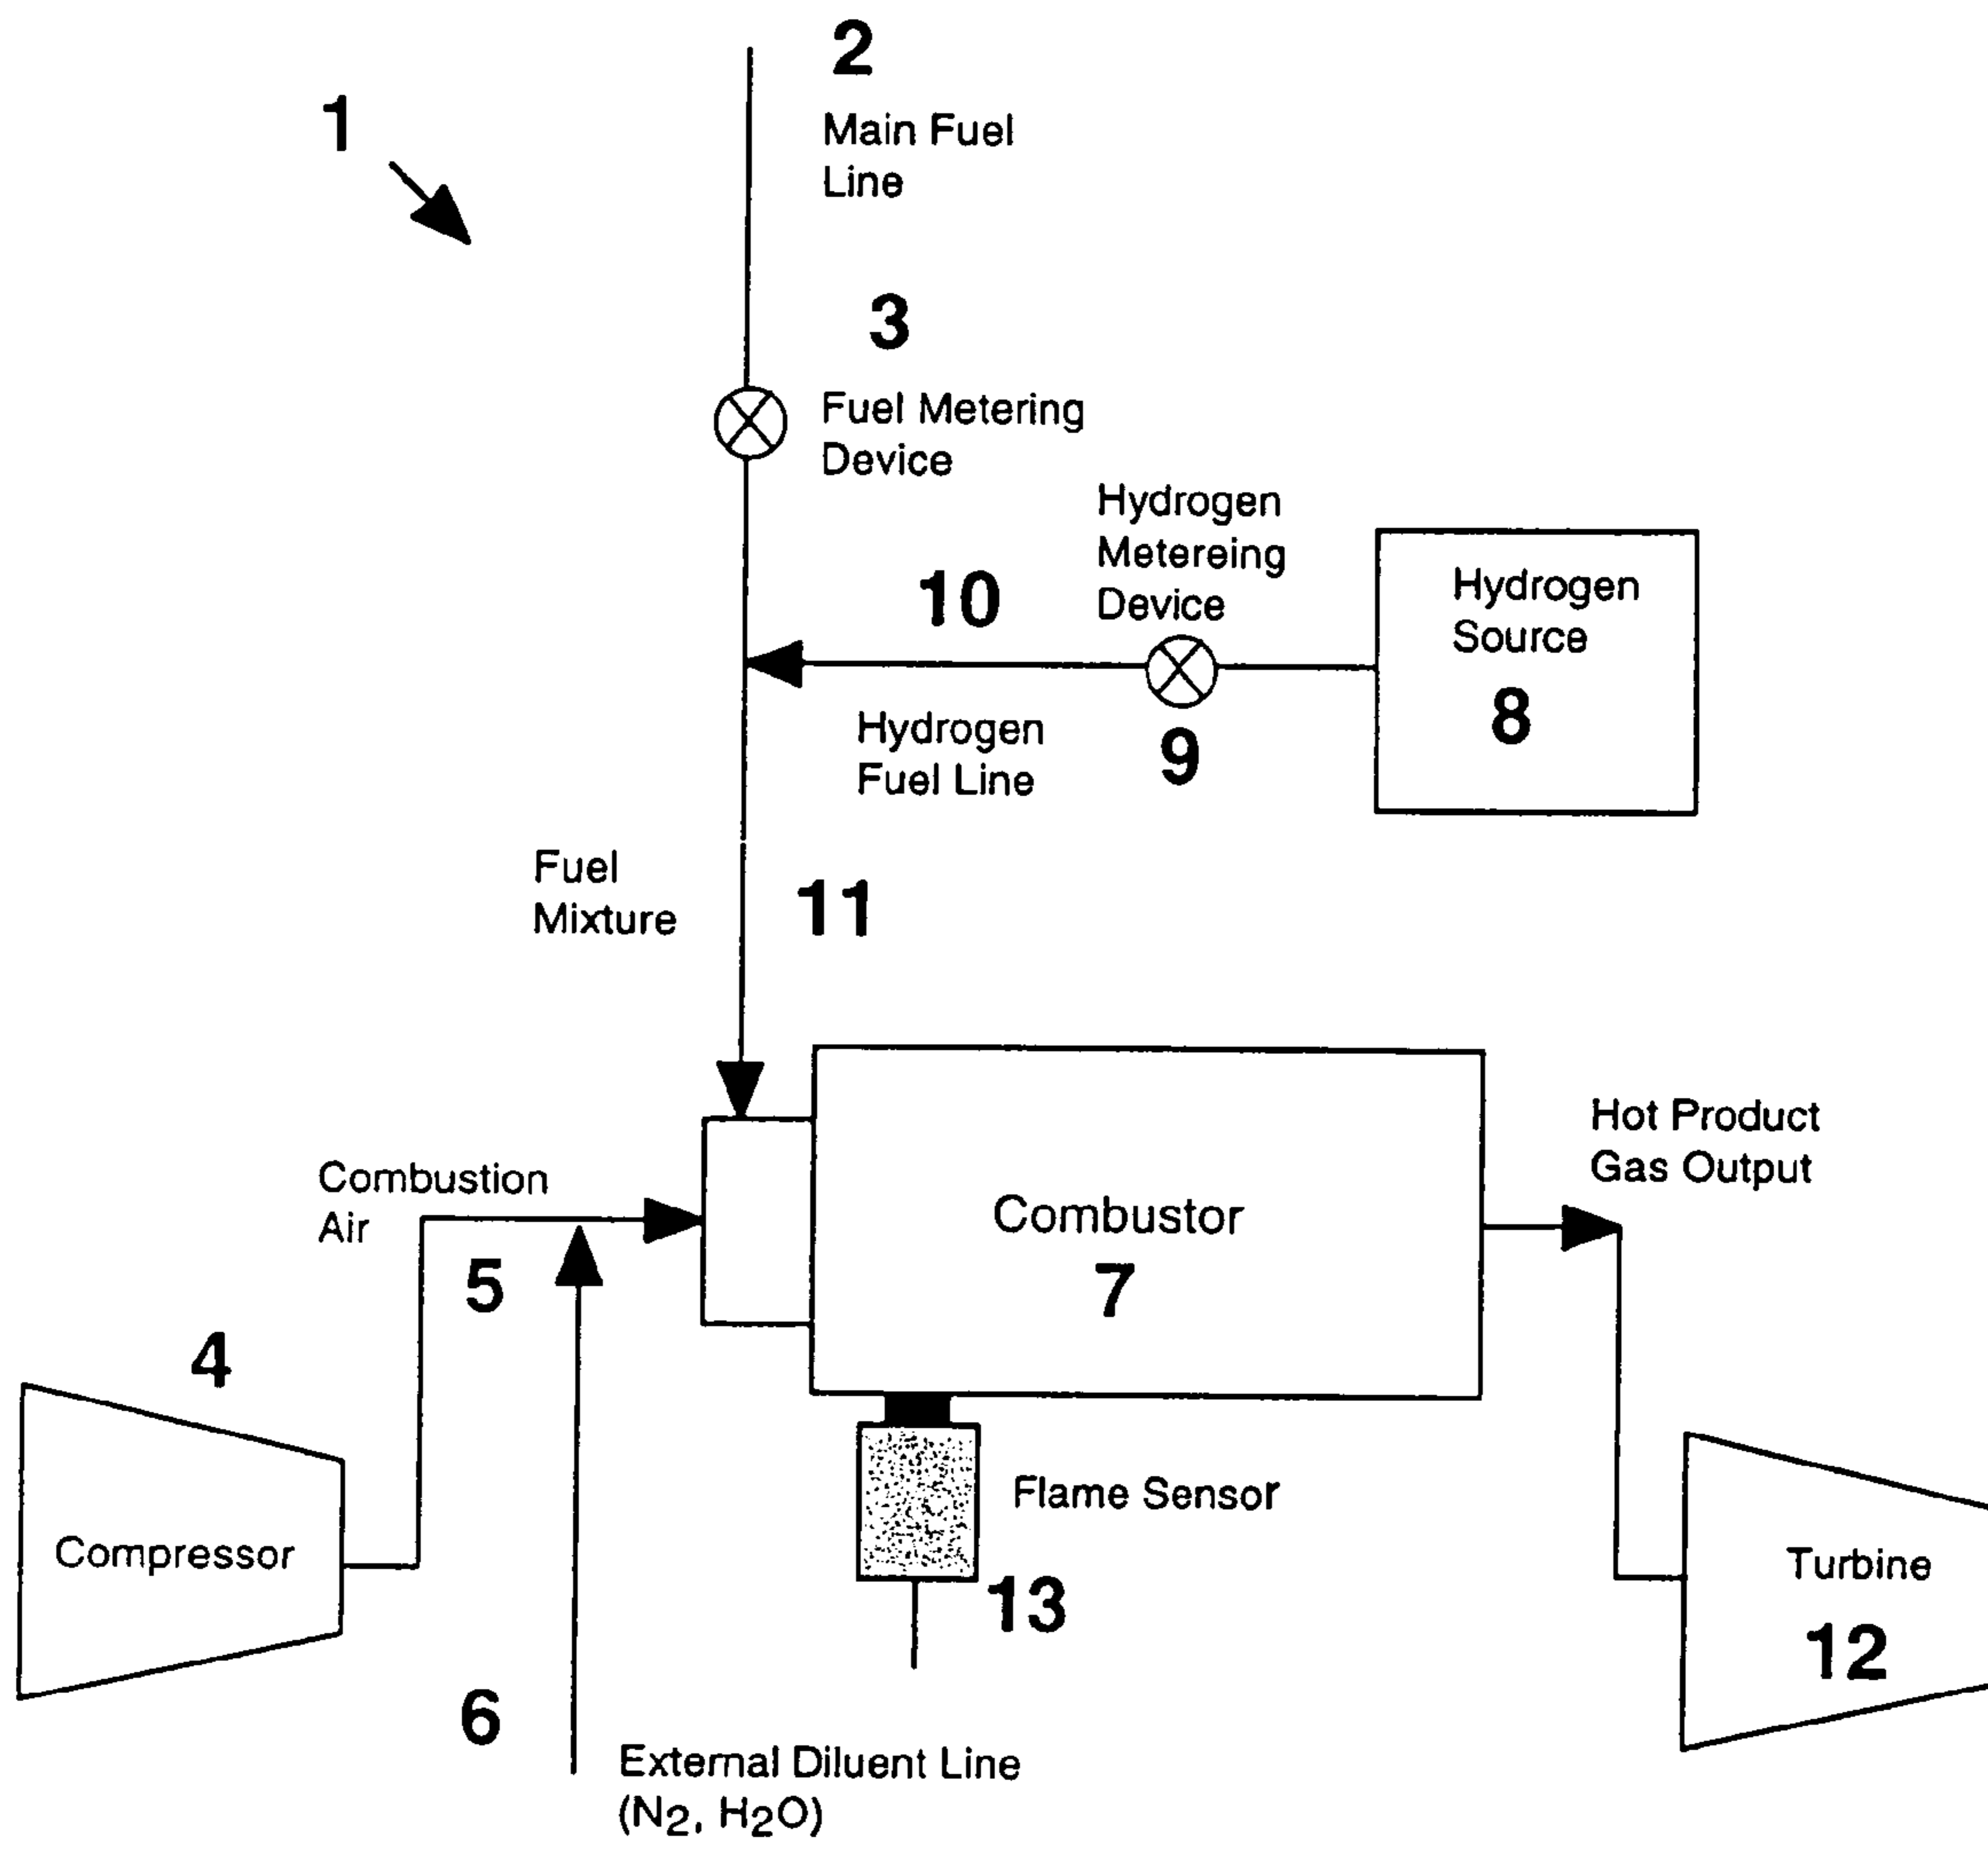 1
2
Main Fuel
Line
3
Fuel Metering
Device
Hydrogen
Metereing
Device
10
9
Hydrogen
Source
8
Hydrogen
Fuel Line
Fuel
Mixture
11
Combustion
Air
5
Combustor
7
Hot Product
Gas Output
4
Compressor
Flame Sensor
13
Turbine
12
6
External Diluent Line
(N2, H2O)